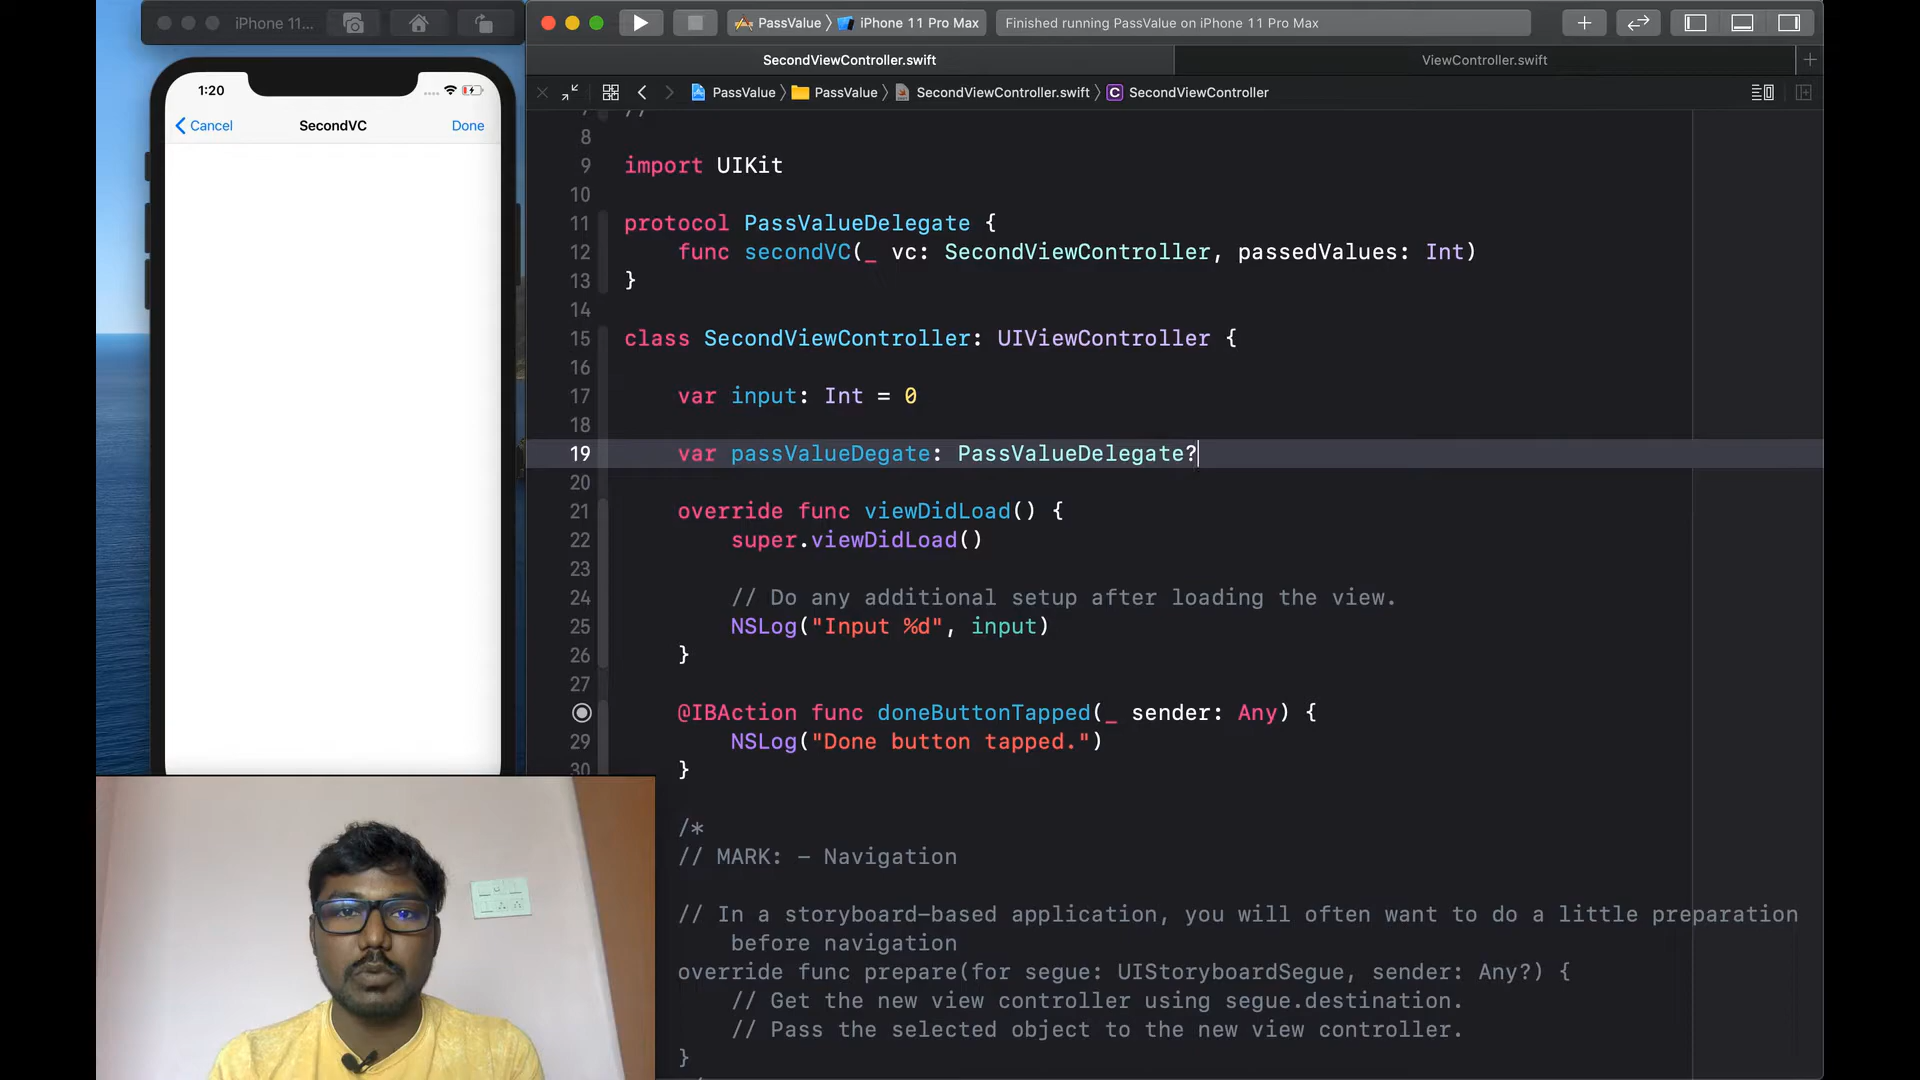 iPhone 11...
PassValue
iPhone 11 Pro Max
Finished running PassValue on iPhone 11 Pro Max
SecondViewController.swift
ViewController.swift
PassValue
PassValue
SecondViewController.swift
C
SecondViewController
1:20
Cancel
SecondVC
Done
//
8
9 import UIKit
10
11 protocol PassValueDelegate {
12 func secondVC(_ vc: SecondViewController, passedValues: Int)
13 }
14
15 class SecondViewController: UIViewController {
16
17 var input: Int = 0
18
19 var passValueDegate: PassValueDelegate?
20
21 override func viewDidLoad() {
22 super.viewDidLoad()
23
24 // Do any additional setup after loading the view.
25 NSLog("Input %d", input)
26 }
27
@IBAction func doneButtonTapped(_ sender: Any) {
29 NSLog("Done button tapped.")
30 }
/*
// MARK: - Navigation
// In a storyboard-based application, you will often want to do a little preparation
before navigation
override func prepare(for segue: UIStoryboardSegue, sender: Any?) {
// Get the new view controller using segue.destination.
// Pass the selected object to the new view controller.
}